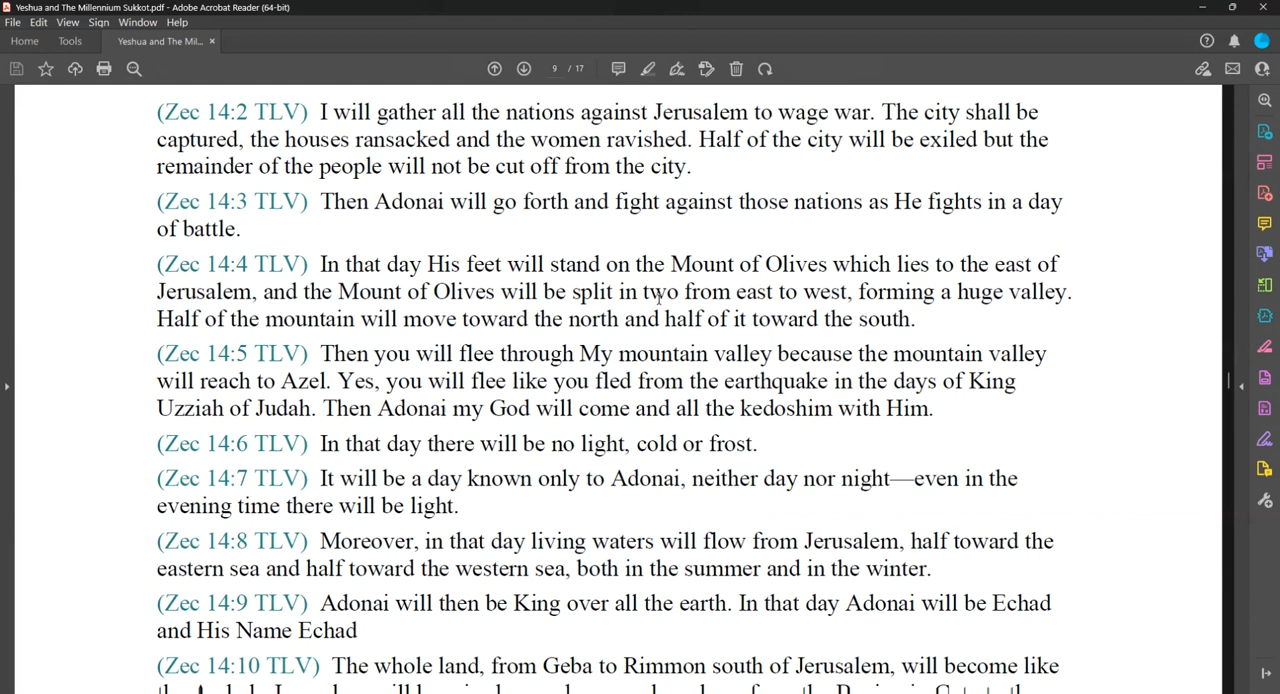 Yeshua and The Millennium Sukkot.pdf - Adobe Acrobat Reader (64-bit)
File Edit View Sign Window Help
Home Tools Yeshua and The Mil... ×
9 / 17
(Zec 14:2 TLV) I will gather all the nations against Jerusalem to wage war. The city shall be
captured, the houses ransacked and the women ravished. Half of the city will be exiled but the
remainder of the people will not be cut off from the city.
(Zec 14:3 TLV) Then Adonai will go forth and fight against those nations as He fights in a day
of battle.
(Zec 14:4 TLV) In that day His feet will stand on the Mount of Olives which lies to the east of
Jerusalem, and the Mount of Olives will be split in two from east to west, forming a huge valley.
Half of the mountain will move toward the north and half of it toward the south.
(Zec 14:5 TLV) Then you will flee through My mountain valley because the mountain valley
will reach to Azel. Yes, you will flee like you fled from the earthquake in the days of King
Uzziah of Judah. Then Adonai my God will come and all the kedoshim with Him.
(Zec 14:6 TLV) In that day there will be no light, cold or frost.
(Zec 14:7 TLV) It will be a day known only to Adonai, neither day nor night—even in the
evening time there will be light.
(Zec 14:8 TLV) Moreover, in that day living waters will flow from Jerusalem, half toward the
eastern sea and half toward the western sea, both in the summer and in the winter.
(Zec 14:9 TLV) Adonai will then be King over all the earth. In that day Adonai will be Echad
and His Name Echad
(Zec 14:10 TLV) The whole land, from Geba to Rimmon south of Jerusalem, will become like